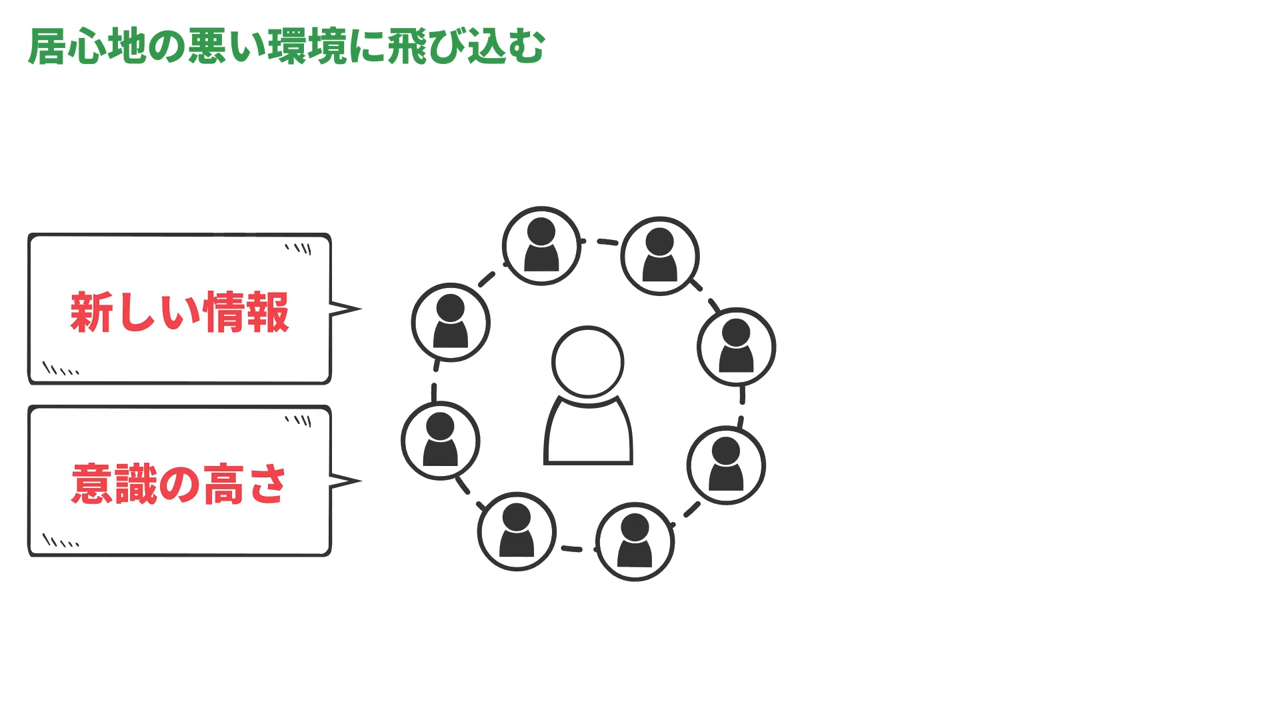 居心地の悪い環境に飛び込む
新しい情報
意識の高さ